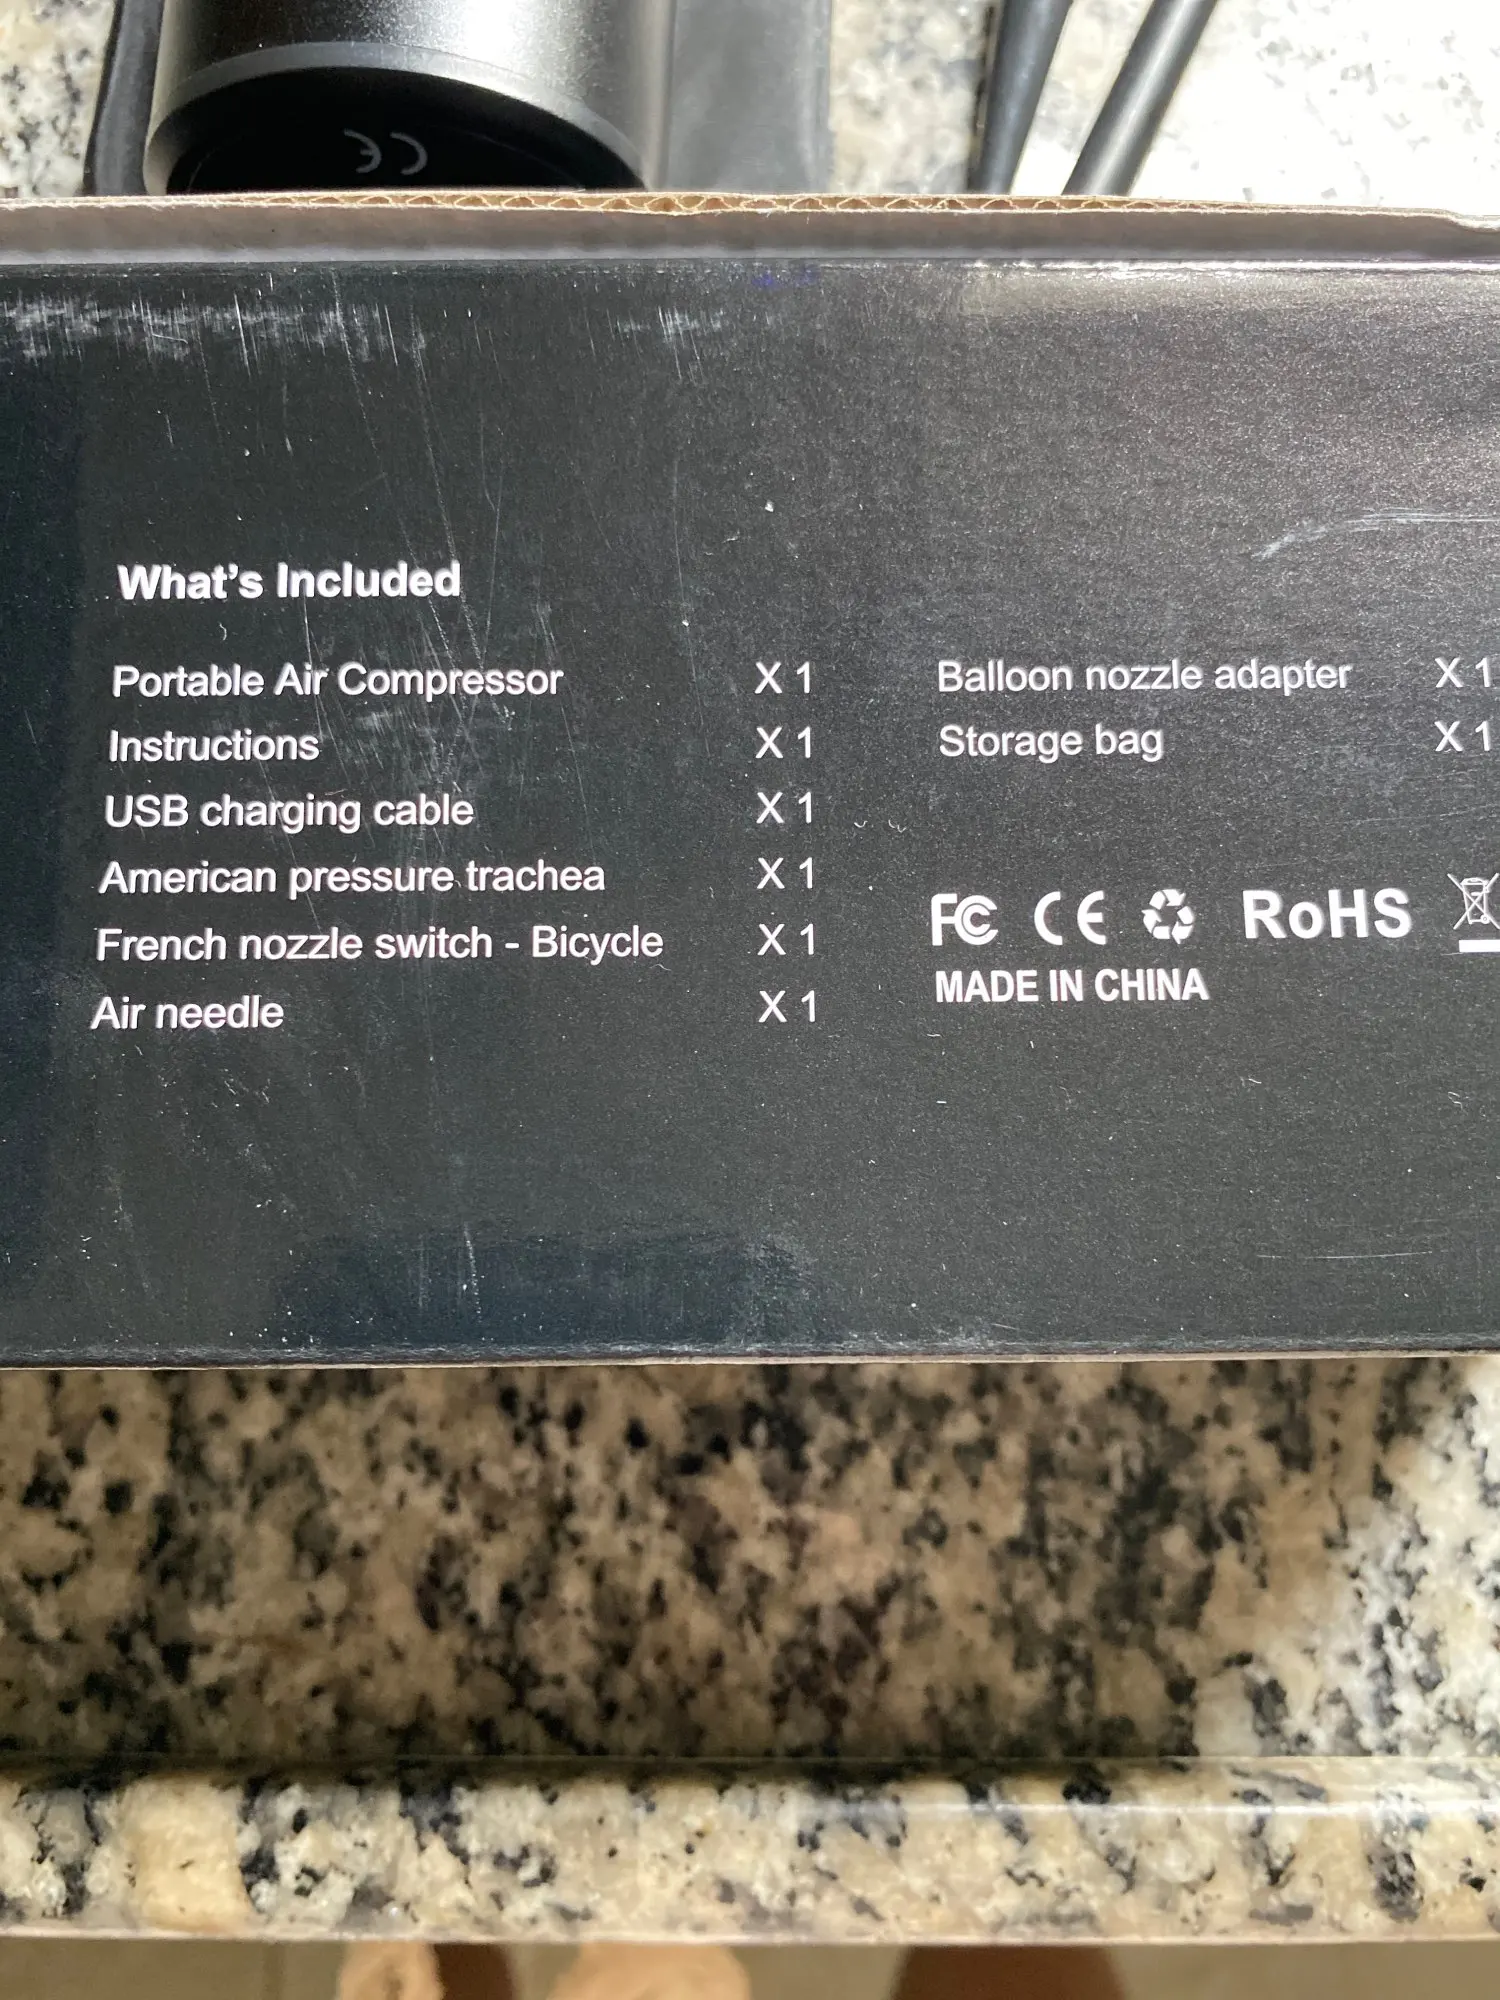 CE
What's Included
Portable Air Compressor X 1
Instructions X 1
USB charging cable X 1
American pressure trachea X 1
French nozzle switch - Bicycle X 1
Air needle X 1
Balloon nozzle adapter X 1
Storage bag X 1
FC CE RoHS
MADE IN CHINA